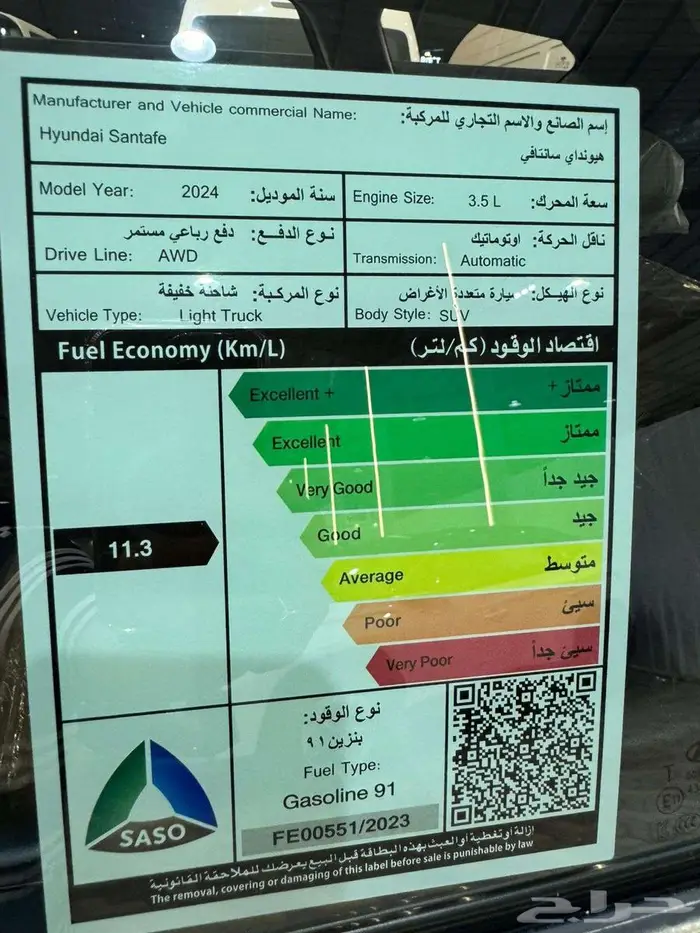 Manufacturer and Vehicle commercial Name:
إسم الصانع والاسم التجاري للمركبة:
Hyundai Santafe
هيونداي سانتافي
Model Year: 2024 سنة الموديل:
Engine Size: 3.5 L سعة المحرك:
نوع الدفع: دفع رباعي مستمر
Drive Line: AWD
ناقل الحركة: اوتوماتيك
Transmission: Automatic
نوع المركبة: شاحنة خفيفة
Vehicle Type: Light Truck
نوع الهيكل: سيارة متعددة الأغراض
Body Style: SUV
Fuel Economy (Km/L) اقتصاد الوقود (كم/لتر)
Excellent + ممتاز +
Excellent ممتاز
Very Good جيد جداً
Good جيد
11.3
Average متوسط
Poor سيئ
Very Poor سيئ جداً
نوع الوقود:
بنزين ٩١
Fuel Type:
Gasoline 91
FE00551/2023
SASO
إزالة أو تغطية أو العبث بهذه البطاقة قبل البيع يعرضك للملاحقة القانونية
The removal, covering or damaging of this label before sale is punishable by law
حراج